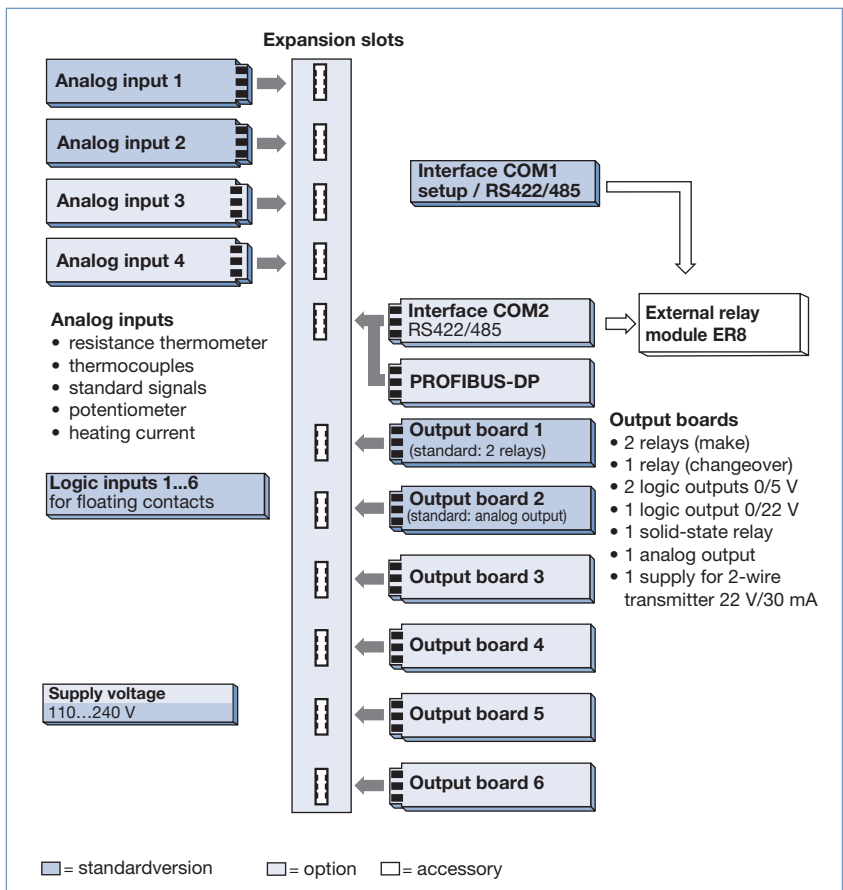 Expansion slots
Analog input 1
Analog input 2
Analog input 3
Analog input 4
Analog inputs
• resistance thermometer
• thermocouples
• standard signals
• potentiometer
• heating current
Logic inputs 1...6
for floating contacts
Supply voltage
110...240 V
Interface COM1
setup / RS422/485
Interface COM2
RS422/485
External relay
module ER8
PROFIBUS-DP
Output board 1
(standard: 2 relays)
Output board 2
(standard: analog output)
Output board 3
Output board 4
Output board 5
Output board 6
Output boards
• 2 relays (make)
• 1 relay (changeover)
• 2 logic outputs 0/5 V
• 1 logic output 0/22 V
• 1 solid-state relay
• 1 analog output
• 1 supply for 2-wire
transmitter 22 V/30 mA
= standardversion
= option
= accessory